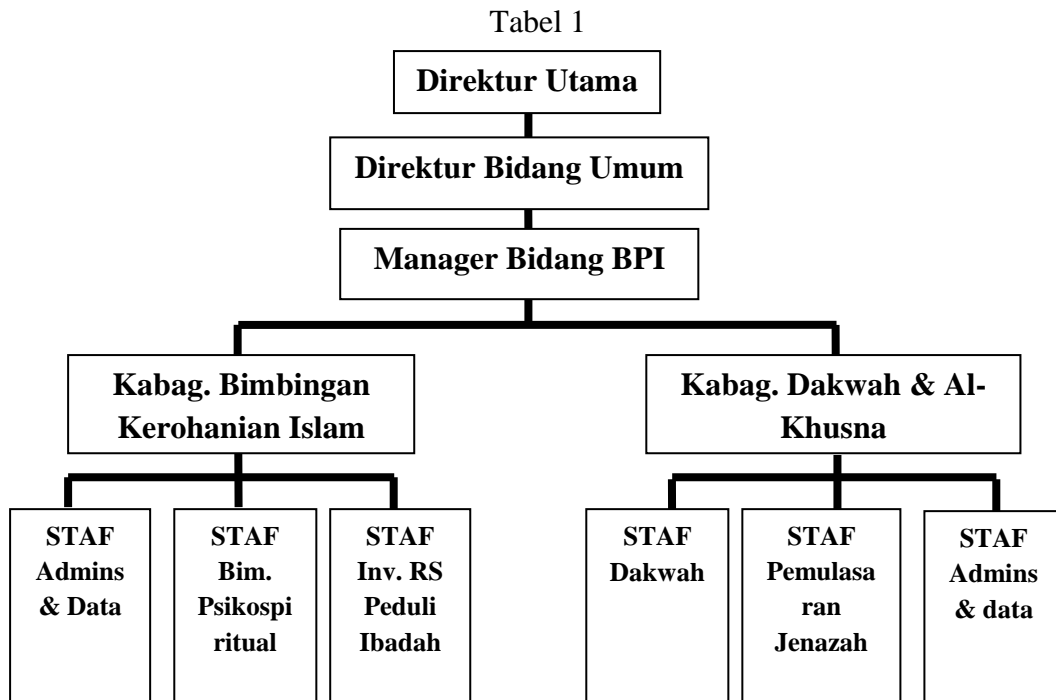 Tabel 1
Direktur Utama
Direktur Bidang Umum
Manager Bidang BPI
Kabag. Bimbingan
Kerohanian Islam
Kabag. Dakwah & Al-
Khusna
STAF
Admins
& Data
STAF
Bim.
Psikospi
ritual
STAF
Inv. RS
Peduli
Ibadah
STAF
Dakwah
STAF
Pemulasa
ran
Jenazah
STAF
Admins
& data